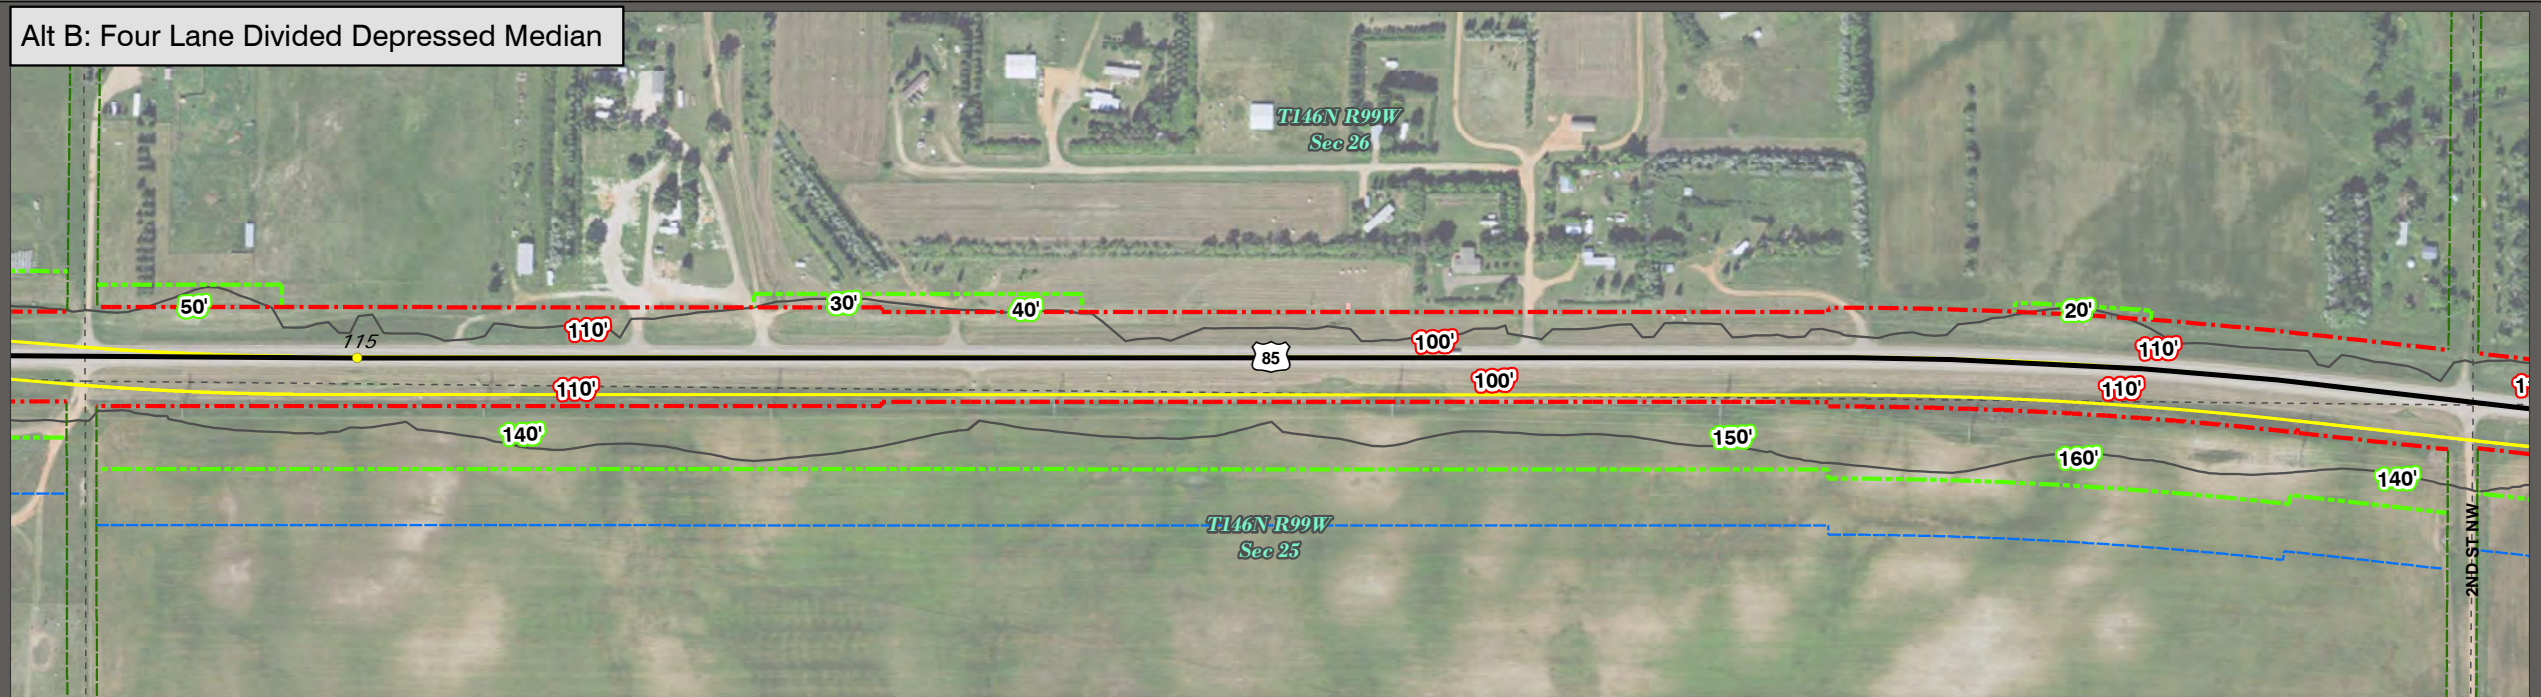 Alt B: Four Lane Divided Depressed Median
T146N R99W
Sec 26
50'
30'
40'
20'
115
110'
100'
110'
85
110'
100'
110'
140'
150'
160'
140'
T146N R99W
Sec 25
2ND ST NW